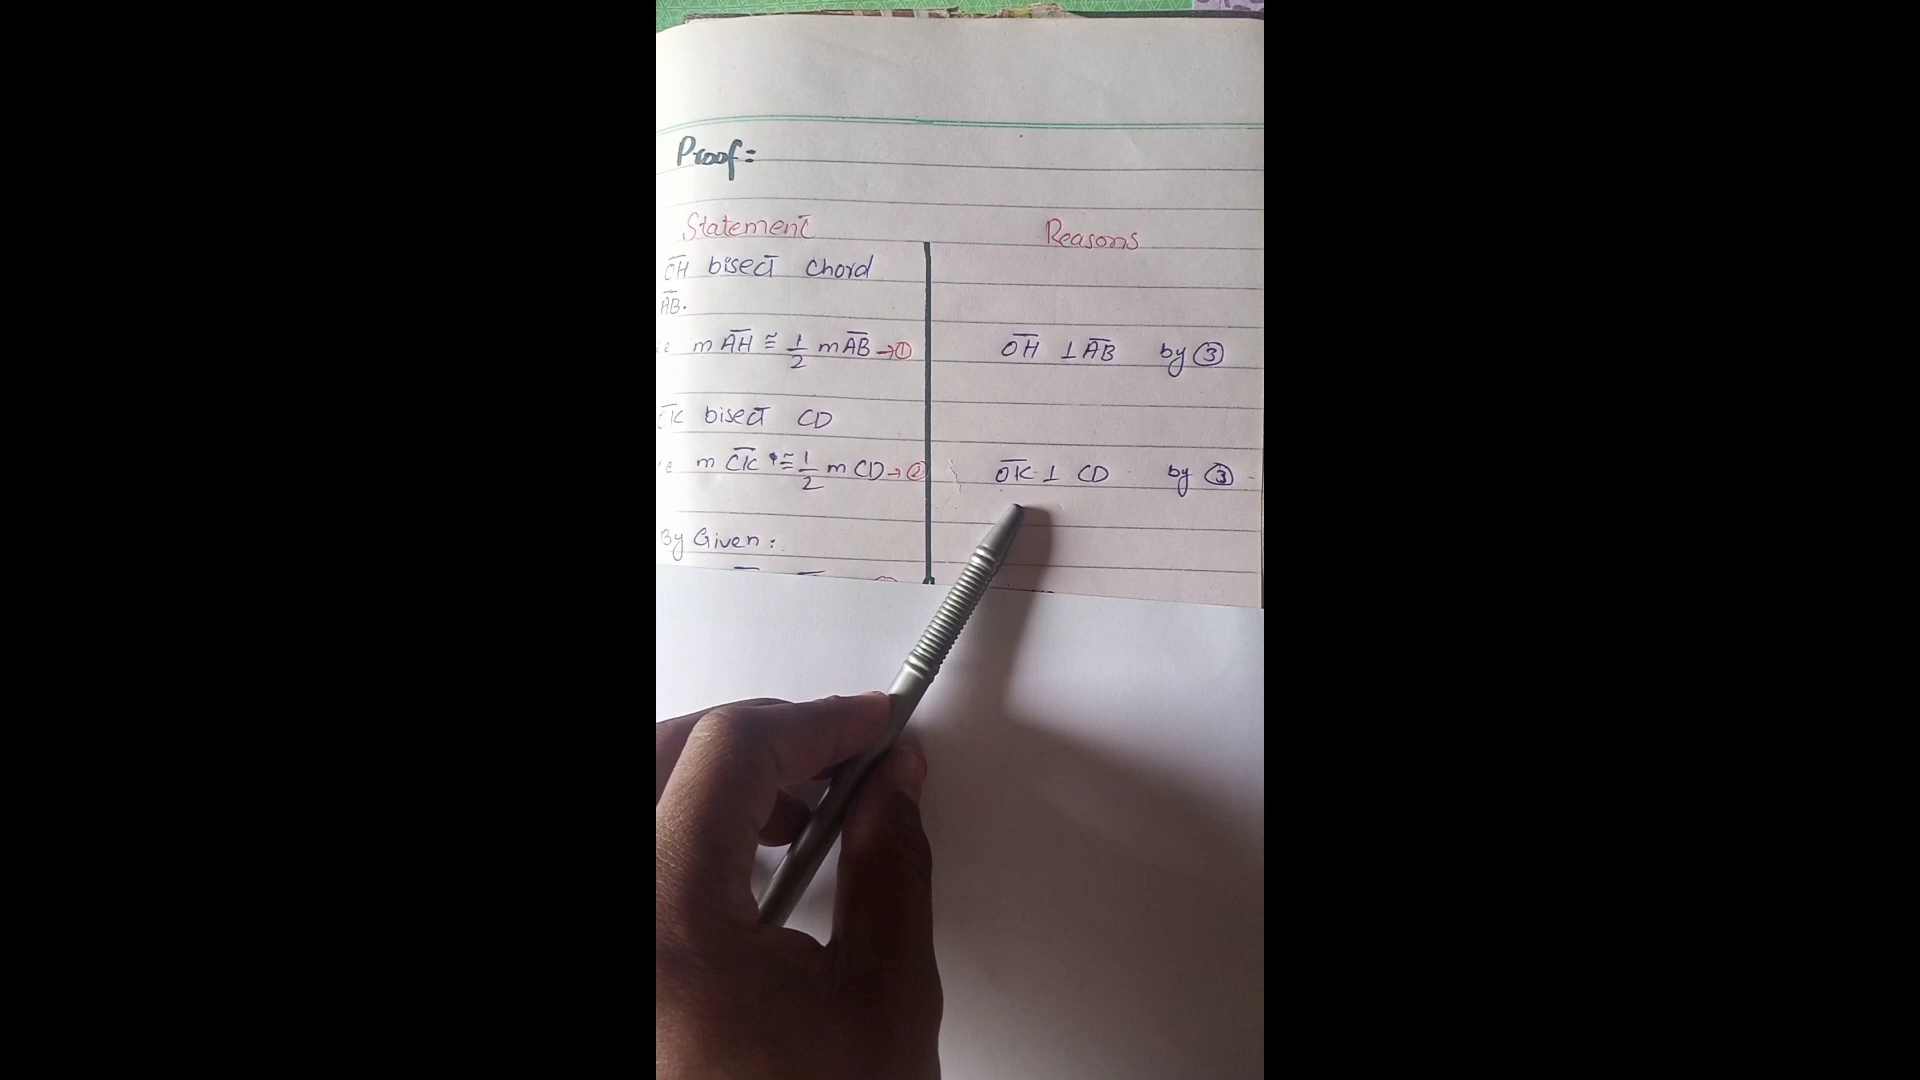 Proof:
Statement Reasons
OH bisect chord
AB.
e m AH ≅ 1/2 m AB → ① OH ⊥ AB by ③
bisect CD
e m CK ≅ 1/2 m CD → ② OK ⊥ CD by ③
By Given: